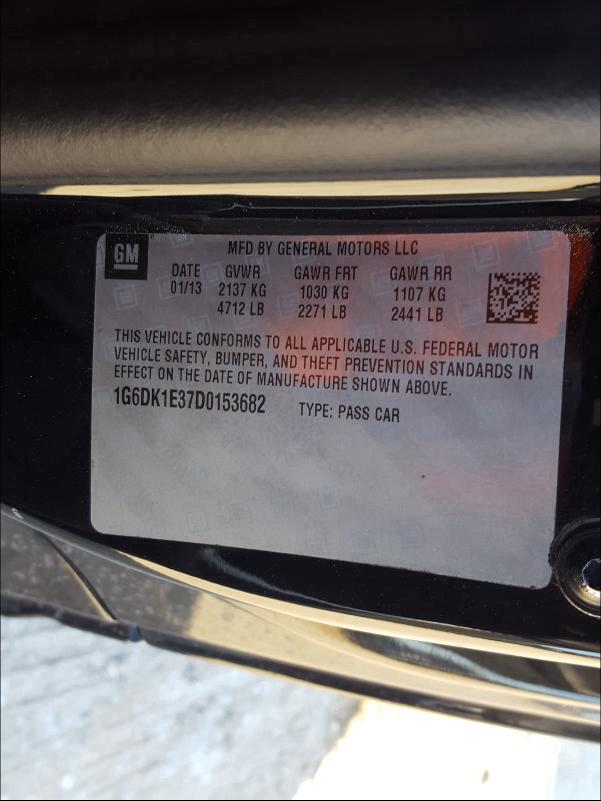 GM
MFD BY GENERAL MOTORS LLC
DATE GVWR GAWR FRT GAWR RR
01/13 2137 KG 1030 KG 1107 KG
4712 LB 2271 LB 2441 LB
THIS VEHICLE CONFORMS TO ALL APPLICABLE U.S. FEDERAL MOTOR
VEHICLE SAFETY, BUMPER, AND THEFT PREVENTION STANDARDS IN
EFFECT ON THE DATE OF MANUFACTURE SHOWN ABOVE.
1G6DK1E37D0153682 TYPE: PASS CAR